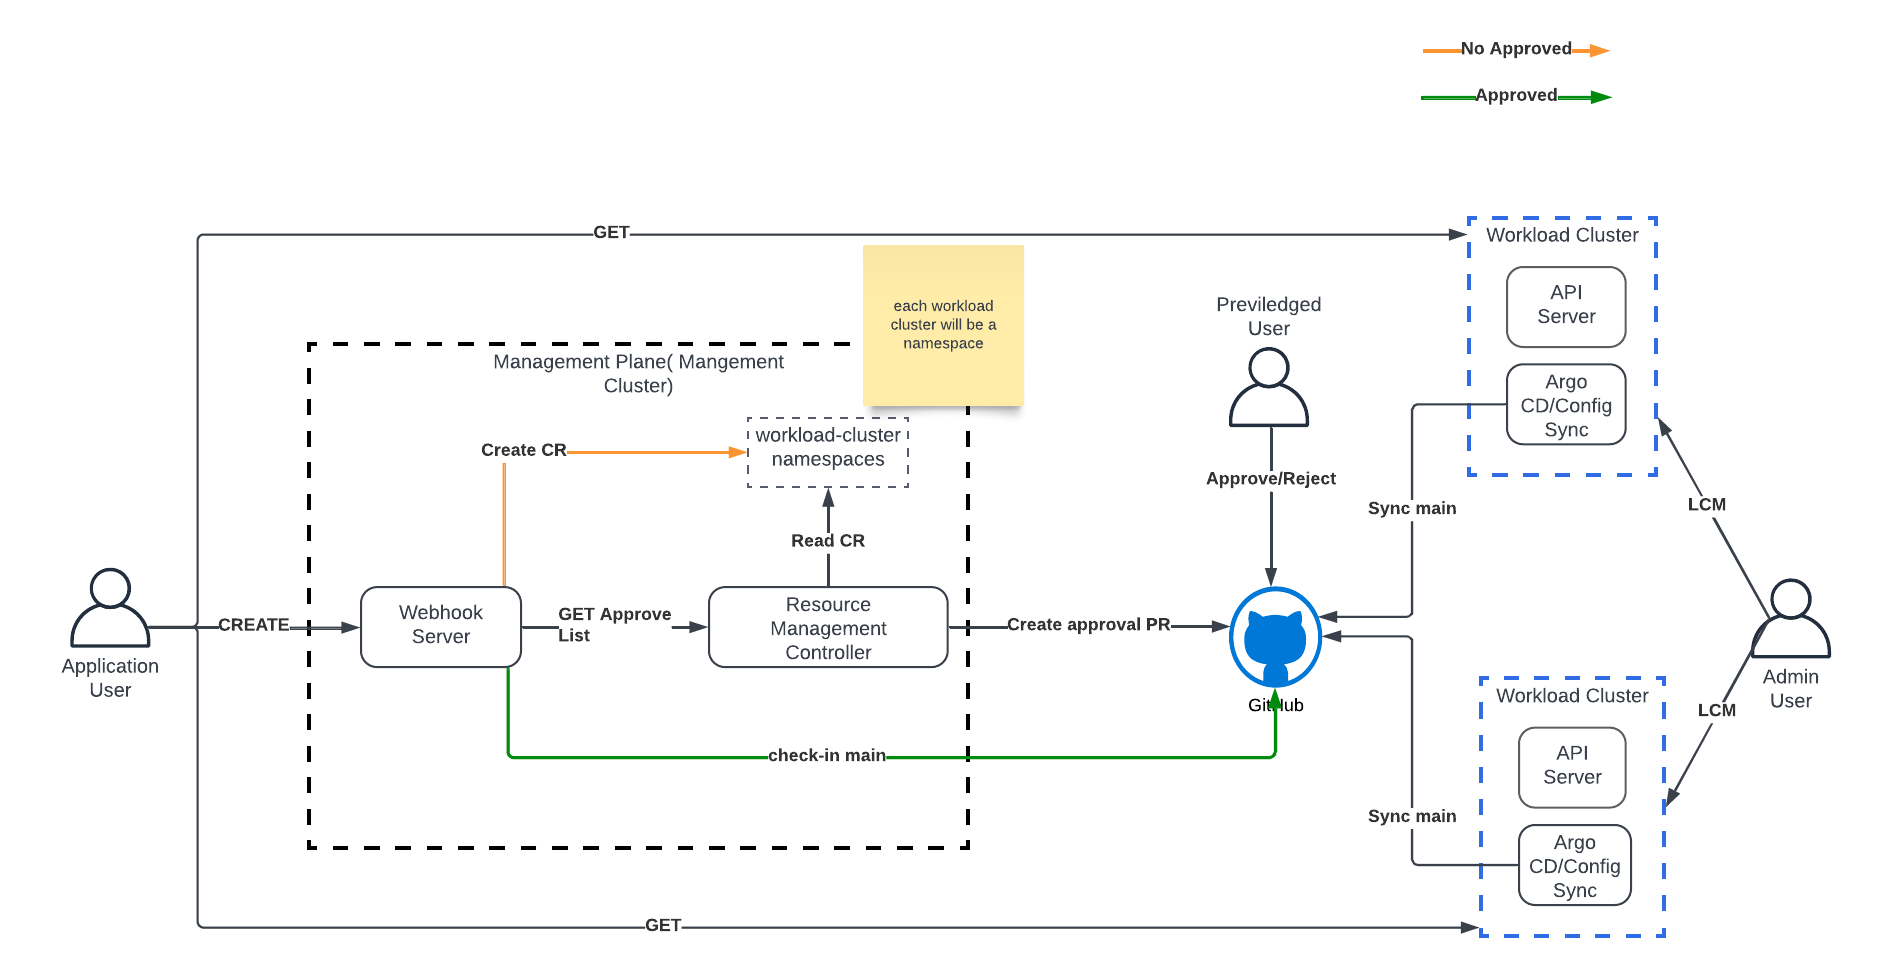 No Approved
Approved
GET
Workload Cluster
API
Server
each workload
cluster will be a
namespace
Previledged
User
Management Plane( Mangement
Cluster)
Argo
CD/Config
Sync
workload-cluster
namespaces
Create CR
Approve/Reject
Sync main
LCM
Read CR
Application
User
CREATE
Webhook
Server
GET Approve
List
Resource
Management
Controller
Create approval PR
GitHub
Admin
User
Workload Cluster
LCM
API
Server
check-in main
Sync main
Argo
CD/Config
Sync
GET